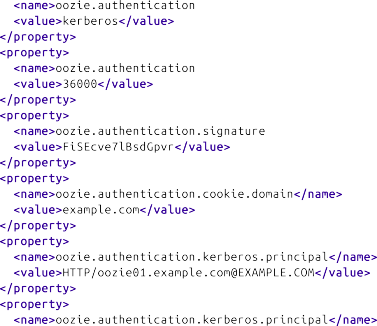 <name>oozie.authentication
<value>kerberos</value>
</property>
<property>
<name>oozie.authentication
<value>36000</value>
</property>
<property>
<name>oozie.authentication.signature
<value>FiSEcve7lBsdGpvr</value>
</property>
<property>
<name>oozie.authentication.cookie.domain</name>
<value>example.com</value>
</property>
<property>
<name>oozie.authentication.kerberos.principal</name>
<value>HTTP/oozie01.example.com@EXAMPLE.COM</value>
</property>
<property>
<name>oozie.authentication.kerberos.principal</name>